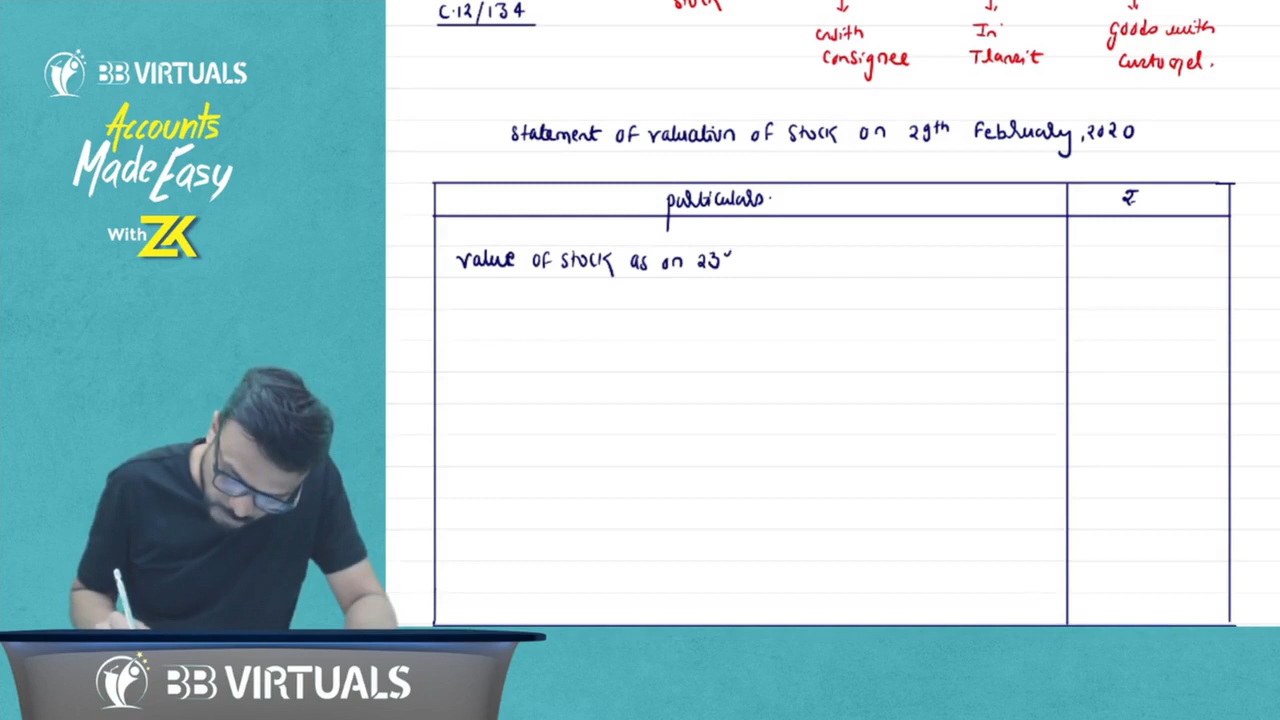 BB VIRTUALS
Accounts
Made Easy
With ZK
C.12/134
stock
with
consignee
In
Transit
goods with
customer.
Statement of valuation of stock on 29th February, 2020
particulars.
₹
value of stock as on 23
BB VIRTUALS